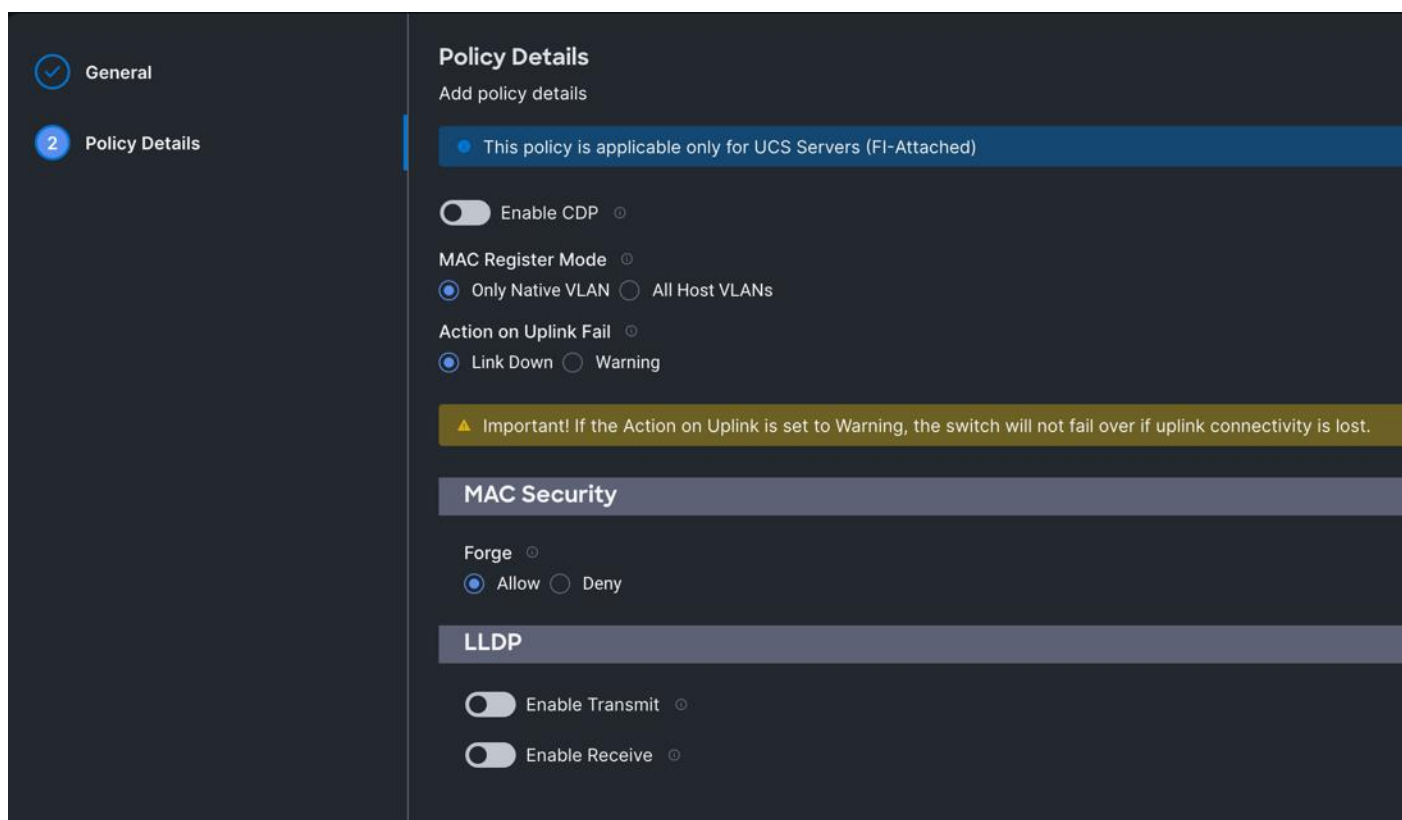 General
2 Policy Details
Policy Details
Add policy details
This policy is applicable only for UCS Servers (FI-Attached)
Enable CDP
MAC Register Mode
Only Native VLAN All Host VLANs
Action on Uplink Fail
Link Down Warning
Important! If the Action on Uplink is set to Warning, the switch will not fail over if uplink connectivity is lost.
MAC Security
Forge
Allow Deny
LLDP
Enable Transmit
Enable Receive